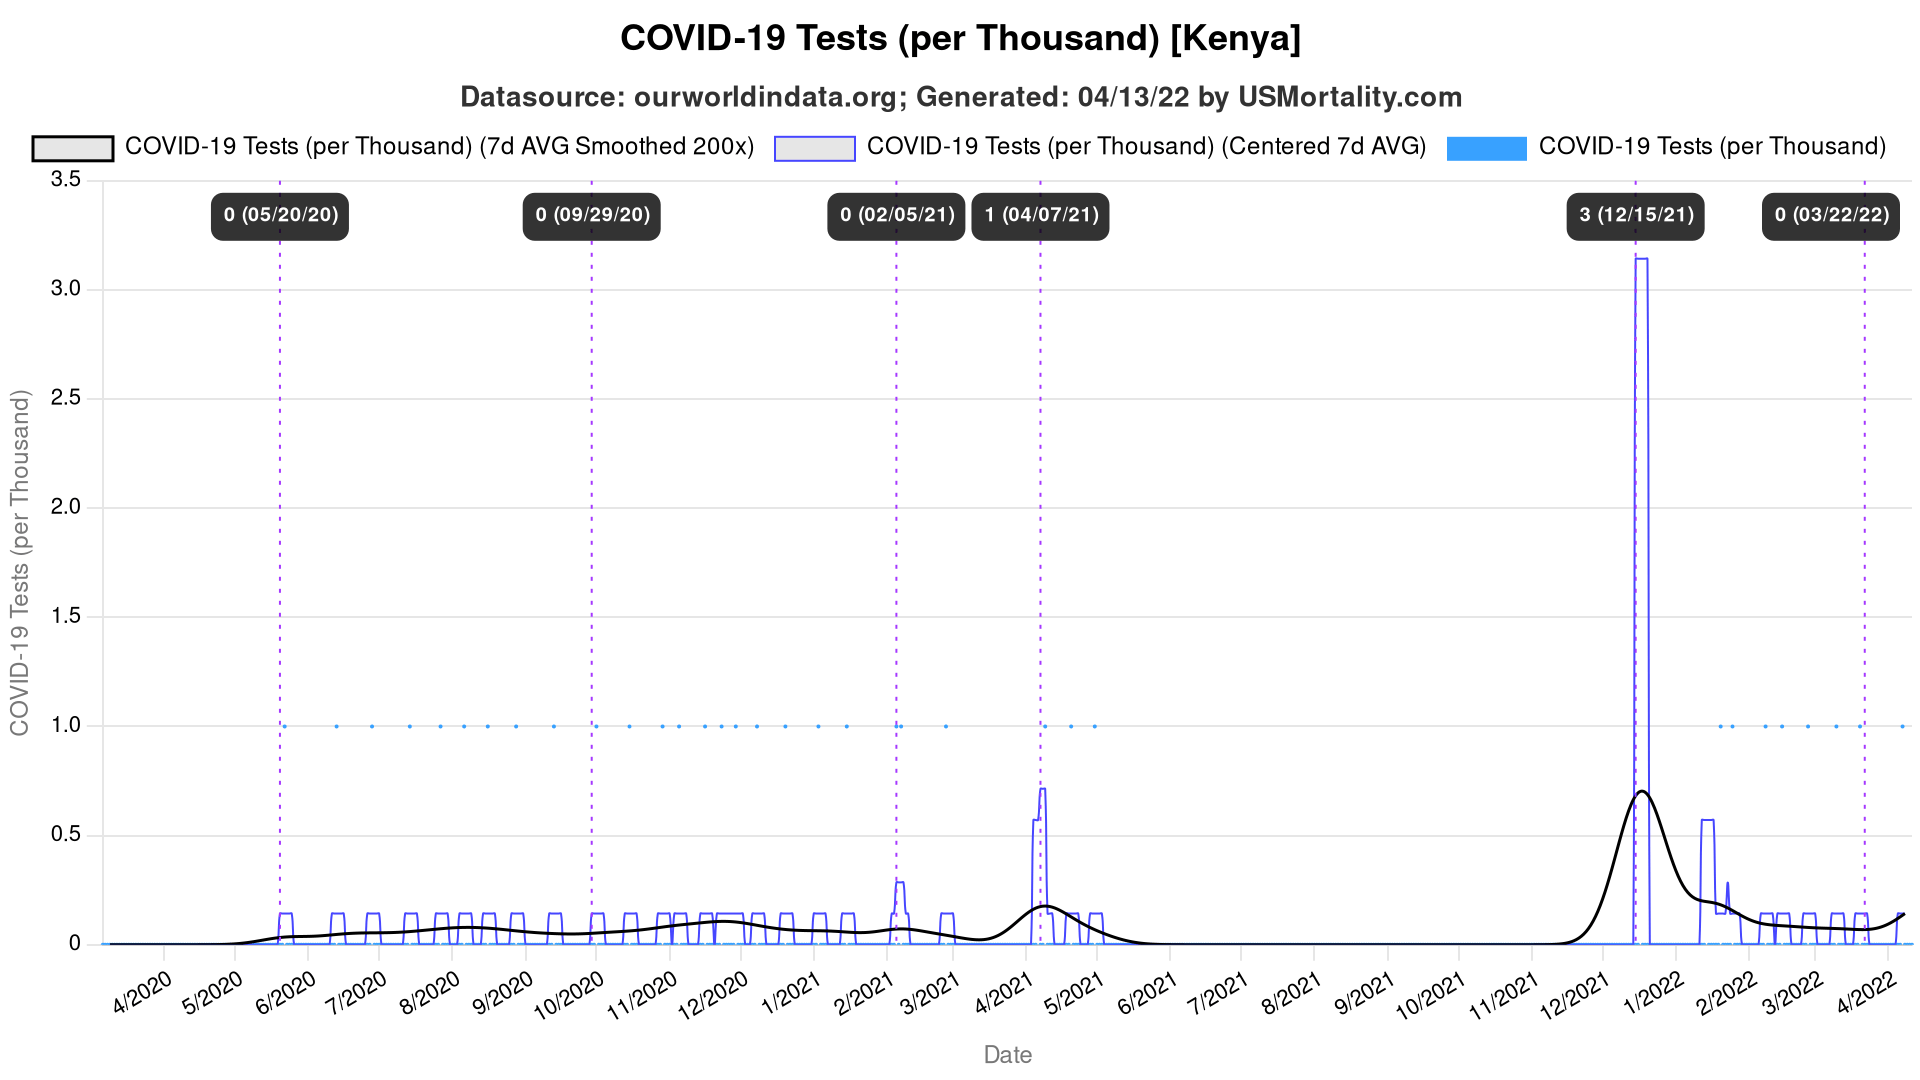 COVID-19 Tests (per Thousand) [Kenya]
Datasource: ourworldindata.org; Generated: 04/13/22 by USMortality.com
COVID-19 Tests (per Thousand) (7d AVG Smoothed 200x) COVID-19 Tests (per Thousand) (Centered 7d AVG) COVID-19 Tests (per Thousand)
0 (05/20/20) 0 (09/29/20) 0 (02/05/21) 1 (04/07/21) 3 (12/15/21) 0 (03/22/22)
COVID-19 Tests (per Thousand)
3.5
3.0
2.5
2.0
1.5
1.0
0.5
0
4/2020 5/2020 6/2020 7/2020 8/2020 9/2020 10/2020 11/2020 12/2020 1/2021 2/2021 3/2021 4/2021 5/2021 6/2021 7/2021 8/2021 9/2021 10/2021 11/2021 12/2021 1/2022 2/2022 3/2022 4/2022
Date